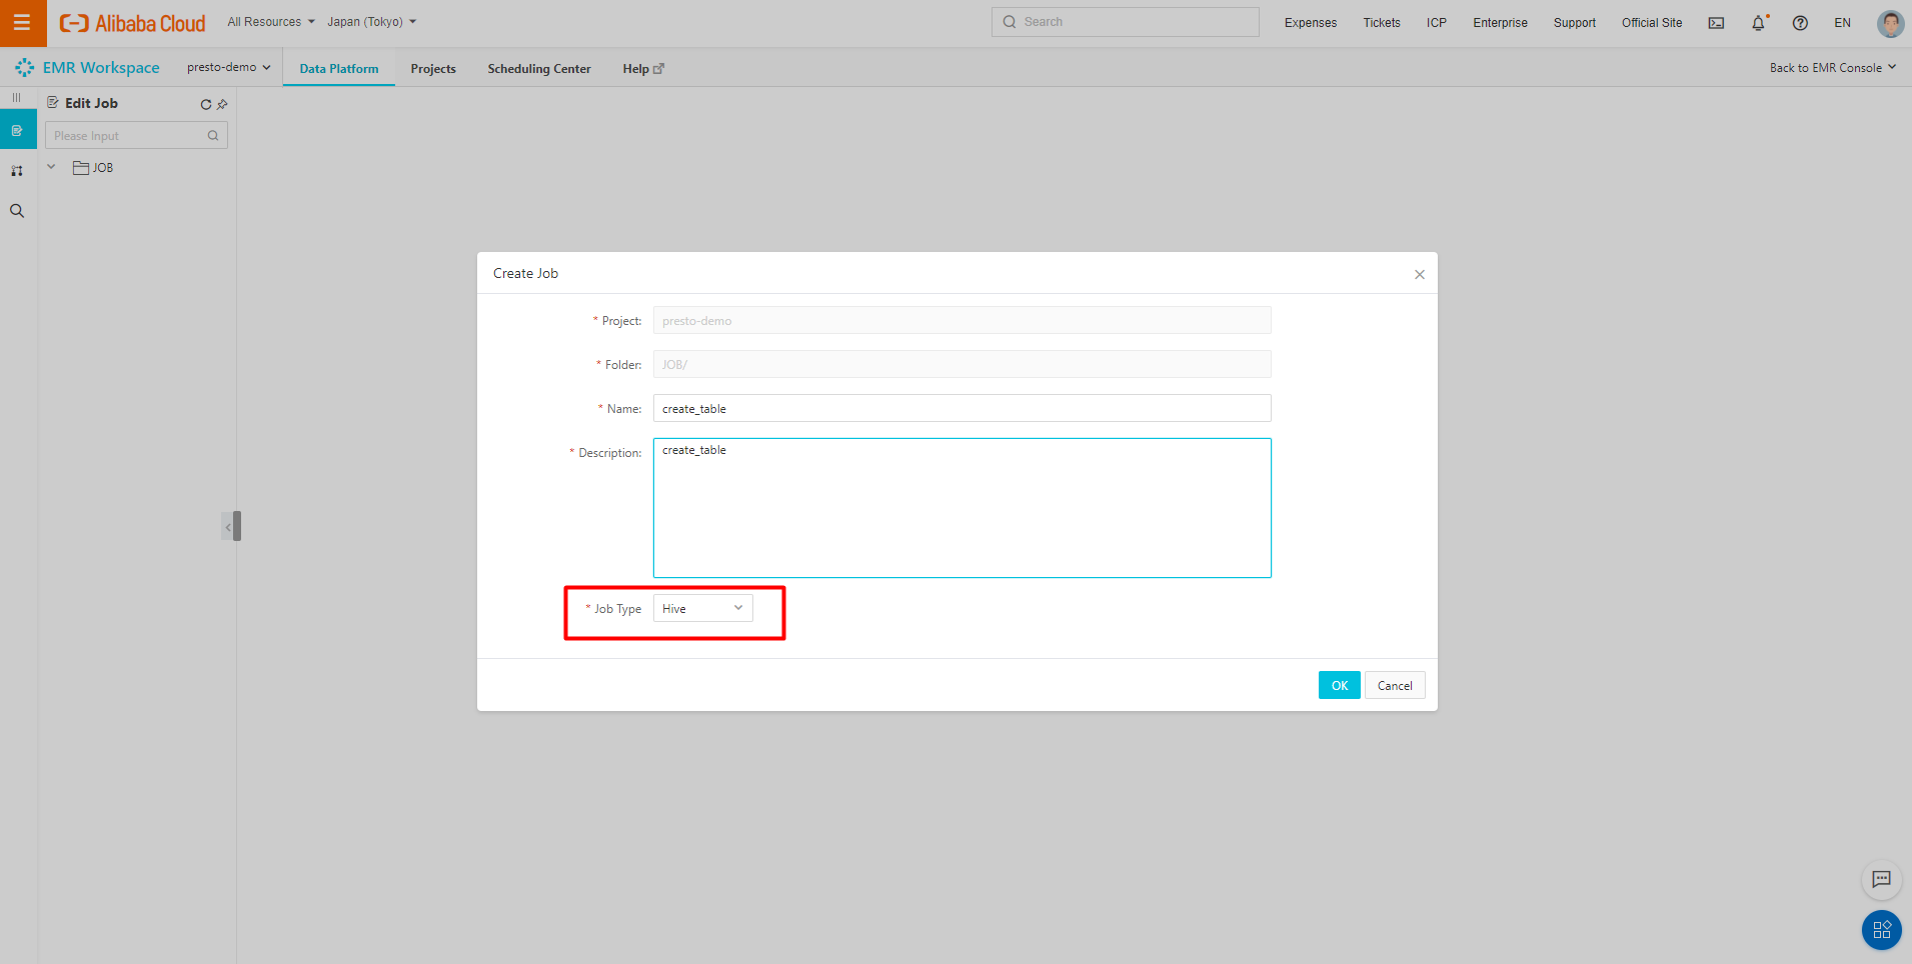 Alibaba Cloud All Resources Japan (Tokyo) Search Expenses Tickets ICP Enterprise Support Official Site EN
EMR Workspace presto-demo Data Platform Projects Scheduling Center Help Back to EMR Console
Edit Job
Please Input
JOB
Create Job
* Project: presto-demo
* Folder: JOB/
* Name: create_table
* Description: create_table
* Job Type Hive
OK Cancel